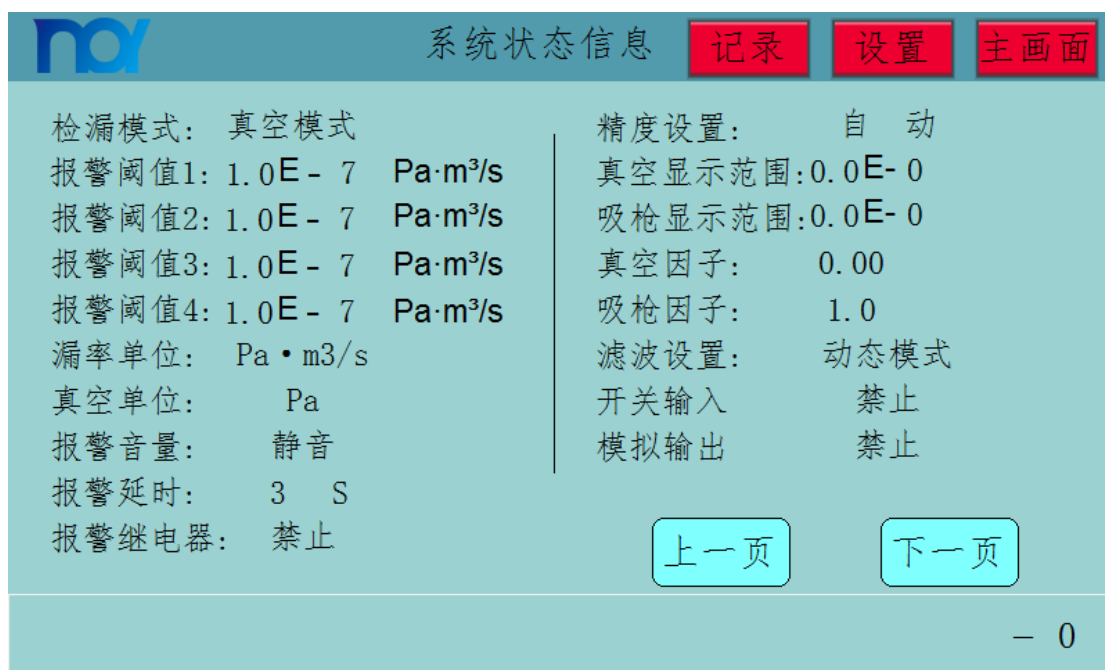 系统状态信息 记录 设置 主画面
检漏模式: 真空模式
报警阈值1: 1.0E- 7 Pa·m³/s
报警阈值2: 1.0E- 7 Pa·m³/s
报警阈值3: 1.0E- 7 Pa·m³/s
报警阈值4: 1.0E- 7 Pa·m³/s
漏率单位: Pa•m3/s
真空单位: Pa
报警音量: 静音
报警延时: 3 S
报警继电器: 禁止
精度设置: 自 动
真空显示范围:0.0E- 0
吸枪显示范围:0.0E- 0
真空因子: 0.00
吸枪因子: 1.0
滤波设置: 动态模式
开关输入 禁止
模拟输出 禁止
上一页 下一页
- 0